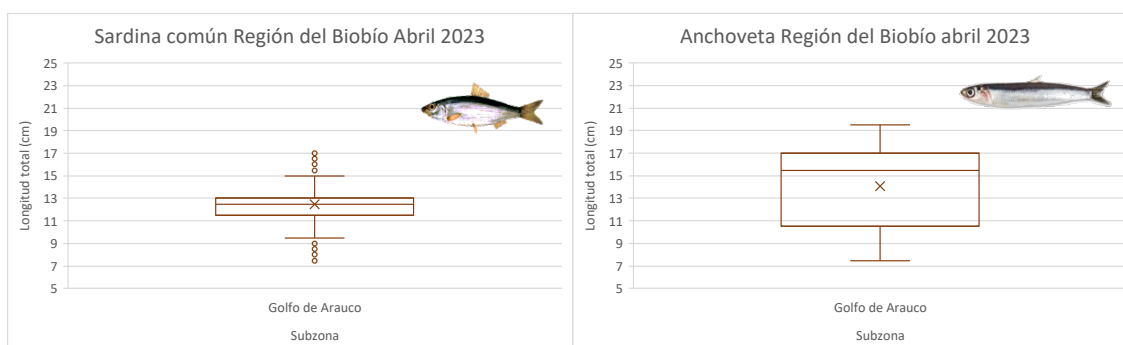 Sardina común Región del Biobío Abril 2023
25
23
21
19
17
15
13
11
9
7
5
Longitud total (cm)
Golfo de Arauco
Subzona
Anchoveta Región del Biobío abril 2023
25
23
21
19
17
15
13
11
9
7
5
Longitud total (cm)
Golfo de Arauco
Subzona